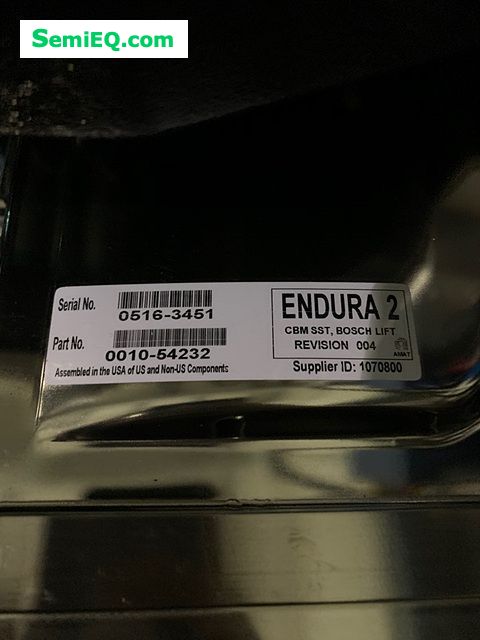 SemiEQ.com
Serial No.
0516-3451
Part No.
0010-54232
Assembled in the USA of US and Non-US Components
ENDURA 2
CBM SST, BOSCH LIFT
REVISION 004
AMAT
Supplier ID: 1070800